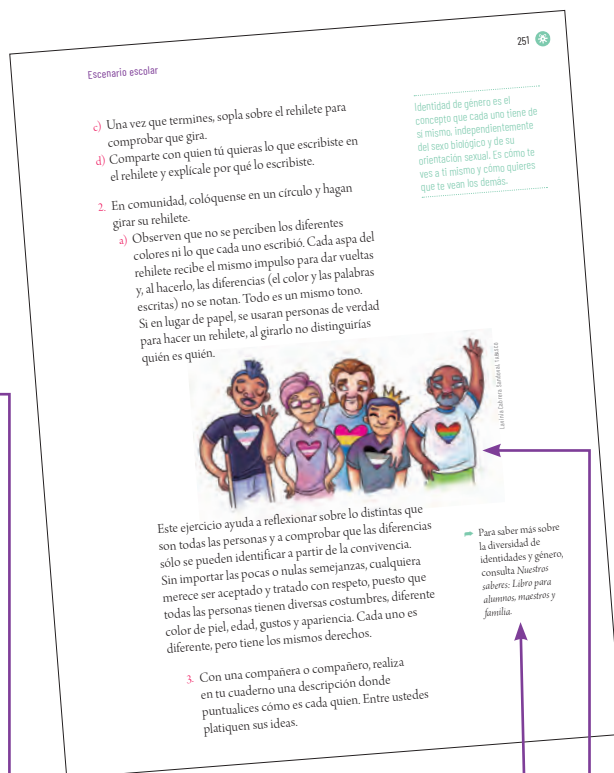 251
Escenario escolar
c) Una vez que termines, sopla sobre el rehilete para
comprobar que gira.
d) Comparte con quien tú quieras lo que escribiste en
el rehilete y explícale por qué lo escribiste.
2. En comunidad, colóquense en un círculo y hagan
girar su rehilete.
a) Observen que no se perciben los diferentes
colores ni lo que cada uno escribió. Cada aspa del
rehilete recibe el mismo impulso para dar vueltas
y, al hacerlo, las diferencias (el color y las palabras
escritas) no se notan. Todo es un mismo tono.
Si en lugar de papel, se usaran personas de verdad
para hacer un rehilete, al girarlo no distinguirías
quién es quién.
Identidad de género es el
concepto que cada uno tiene de
sí mismo, independientemente
del sexo biológico y de su
orientación sexual. Es cómo te
ves a ti mismo y cómo quieres
que te vean los demás.
Cabrera Sandoval
Este ejercicio ayuda a reflexionar sobre lo distintas que
son todas las personas y a comprobar que las diferencias
sólo se pueden identificar a partir de la convivencia.
Sin importar las pocas o nulas semejanzas, cualquiera
merece ser aceptado y tratado con respeto, puesto que
todas las personas tienen diversas costumbres, diferente
color de piel, edad, gustos y apariencia. Cada uno es
diferente, pero tiene los mismos derechos.
Para saber más sobre
la diversidad de
identidades y género,
consulta Nuestros
saberes: Libro para
alumnos, maestros y
familia.
3. Con una compañera o compañero, realiza
en tu cuaderno una descripción donde
puntualices cómo es cada quien. Entre ustedes
platiquen sus ideas.